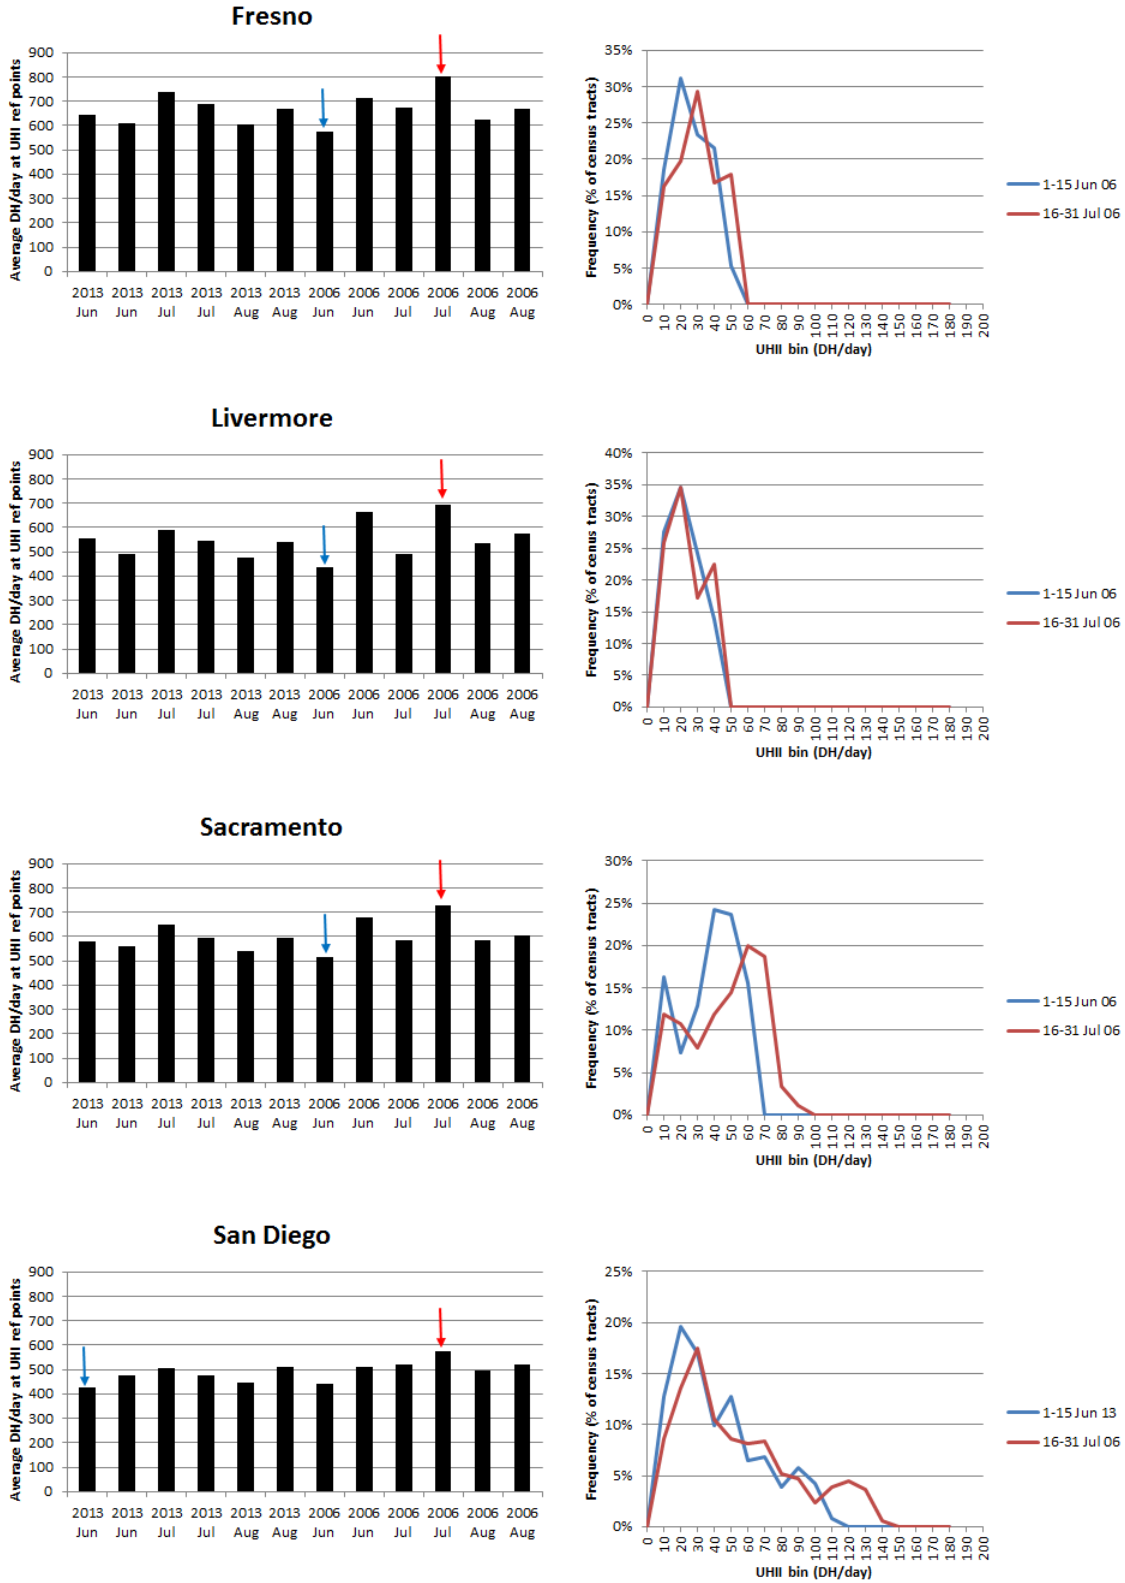 Fresno
Average DH/day at UHI ref points
900
800
700
600
500
400
300
200
100
0
2013 2013 2013 2013 2013 2013 2006 2006 2006 2006 2006 2006
Jun Jun Jul Jul Aug Aug Jun Jun Jul Jul Aug Aug
Frequency (% of census tracts)
35%
30%
25%
20%
15%
10%
5%
0%
0 10 20 30 40 50 60 70 80 90 100 110 120 130 140 150 160 170 180 190 200
UHII bin (DH/day)
1-15 Jun 06
16-31 Jul 06
Livermore
Average DH/day at UHI ref points
900
800
700
600
500
400
300
200
100
0
2013 2013 2013 2013 2013 2013 2006 2006 2006 2006 2006 2006
Jun Jun Jul Jul Aug Aug Jun Jun Jul Jul Aug Aug
Frequency (% of cenus tracts)
40%
35%
30%
25%
20%
15%
10%
5%
0%
0 10 20 30 40 50 60 70 80 90 100 110 120 130 140 150 160 170 180 190 200
UHII bin (DH/day)
1-15 Jun 06
16-31 Jul 06
Sacramento
Average DH/day at UHI ref points
900
800
700
600
500
400
300
200
100
0
2013 2013 2013 2013 2013 2013 2006 2006 2006 2006 2006 2006
Jun Jun Jul Jul Aug Aug Jun Jun Jul Jul Aug Aug
Frequency (% of census tracts)
30%
25%
20%
15%
10%
5%
0%
0 10 20 30 40 50 60 70 80 90 100 110 120 130 140 150 160 170 180 190 200
UHII bin (DH/day)
1-15 Jun 06
16-31 Jul 06
San Diego
Average DH/day at UHI ref points
900
800
700
600
500
400
300
200
100
0
2013 2013 2013 2013 2013 2013 2006 2006 2006 2006 2006 2006
Jun Jun Jul Jul Aug Aug Jun Jun Jul Jul Aug Aug
Frequency (% of census tracts)
25%
20%
15%
10%
5%
0%
0 10 20 30 40 50 60 70 80 90 100 110 120 130 140 150 160 170 180 190 200
UHII bin (DH/day)
1-15 Jun 13
16-31 Jul 06